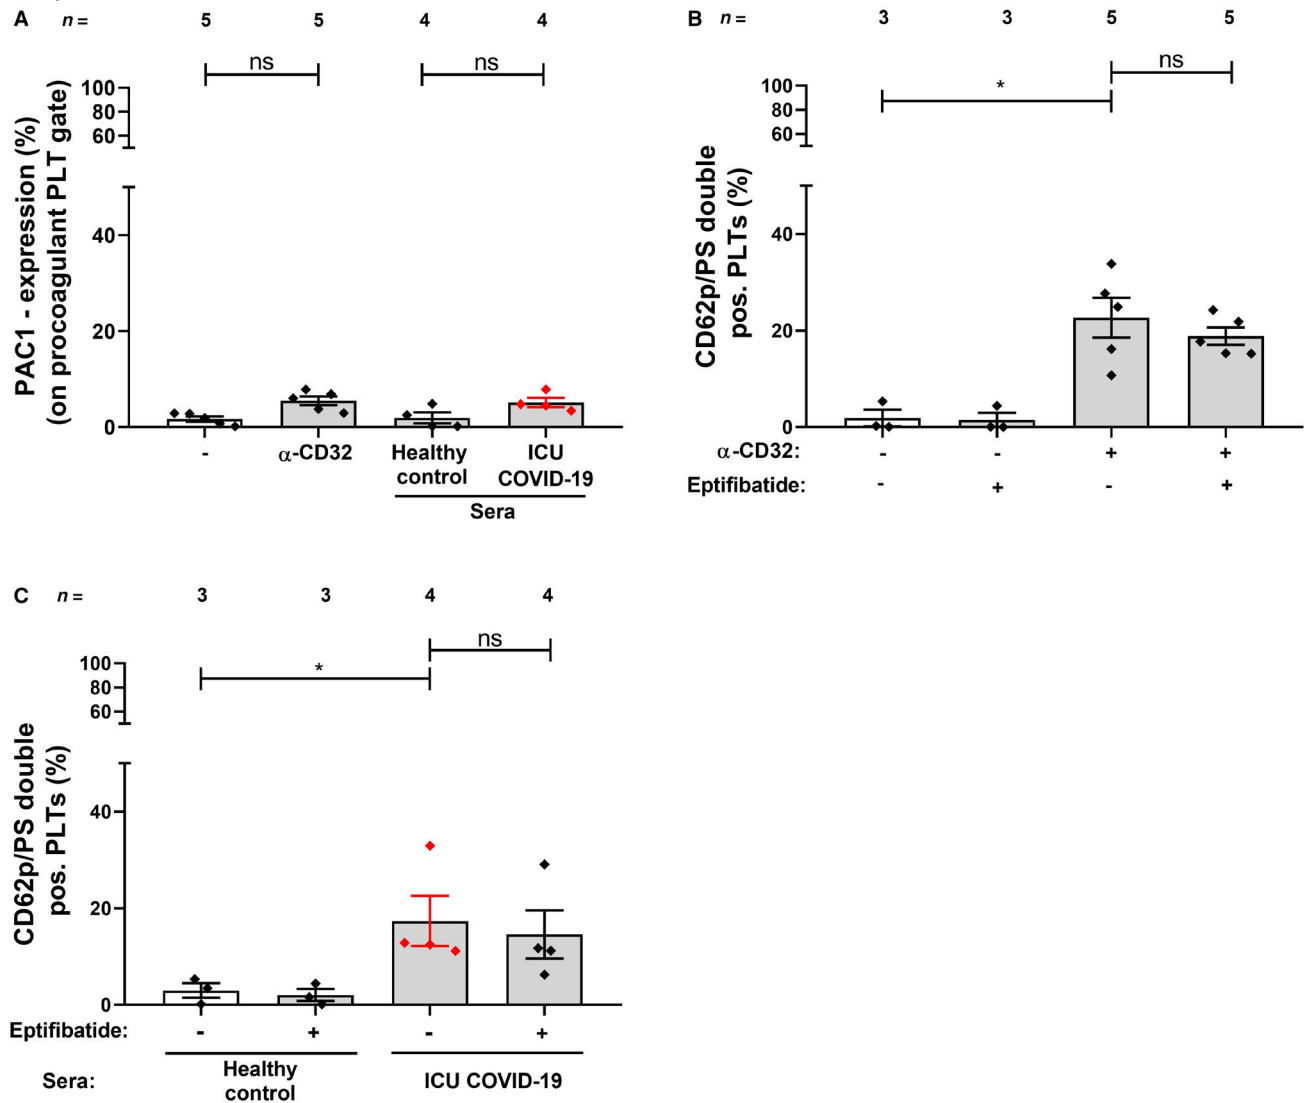 A n = 5 5 4 4
ns ns
100
80
60
40
20
0
PAC1 - expression (%)
(on procoagulant PLT gate)
- α-CD32 Healthy control ICU COVID-19
Sera
B n = 3 3 5 5
* ns
100
80
60
40
20
0
CD62p/PS double
pos. PLTs (%)
α-CD32: - - + +
Eptifibatide: - + - +
C n = 3 3 4 4
* ns
100
80
60
40
20
0
CD62p/PS double
pos. PLTs (%)
Eptifibatide: - + - +
Sera: Healthy control ICU COVID-19